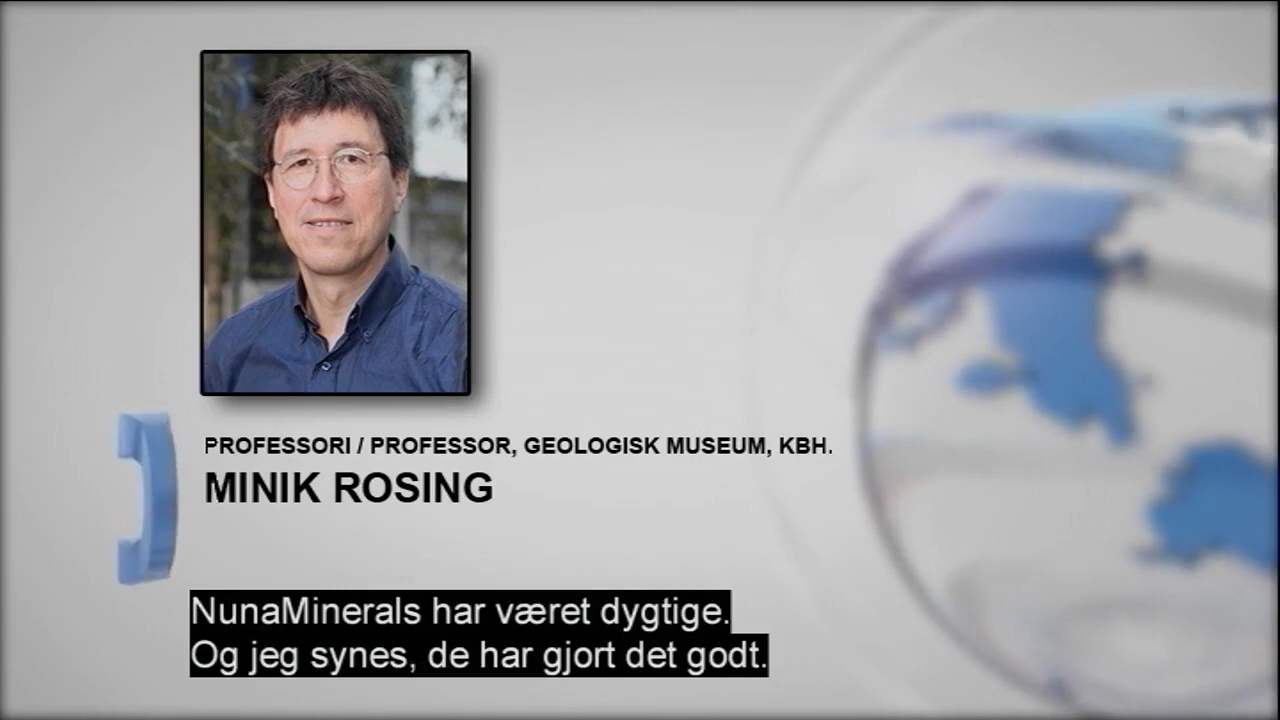 PROFESSORI / PROFESSOR, GEOLOGISK MUSEUM, KBH.
MINIK ROSING
NunaMinerals har været dygtige.
Og jeg synes, de har gjort det godt.